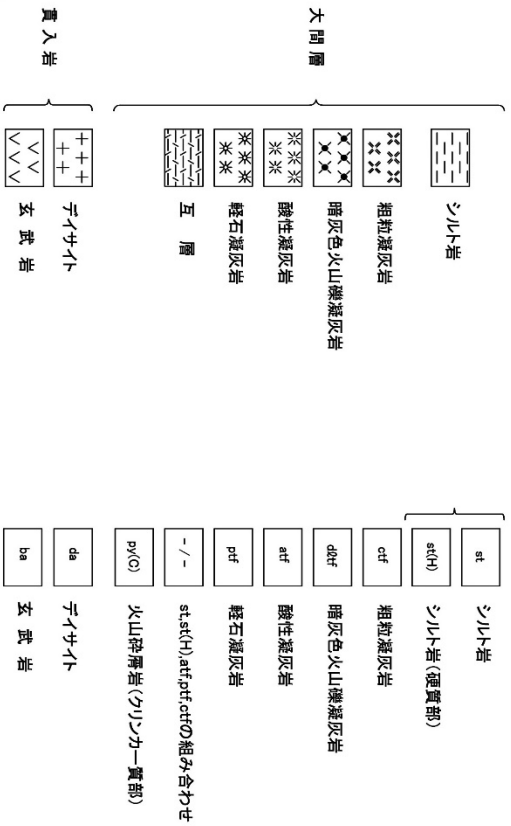 大間層
シルト岩
粗粒凝灰岩
暗灰色火山礫凝灰岩
酸性凝灰岩
軽石凝灰岩
互層
貫入岩
デイサイト
玄武岩
st シルト岩
st(H) シルト岩(硬質部)
ctf 粗粒凝灰岩
dℓtf 暗灰色火山礫凝灰岩
atf 酸性凝灰岩
ptf 軽石凝灰岩
- / - st,st(H),atf,ptf,ctfの組み合わせ
py(C) 火山砕屑岩(クリンカー質部)
da デイサイト
ba 玄武岩